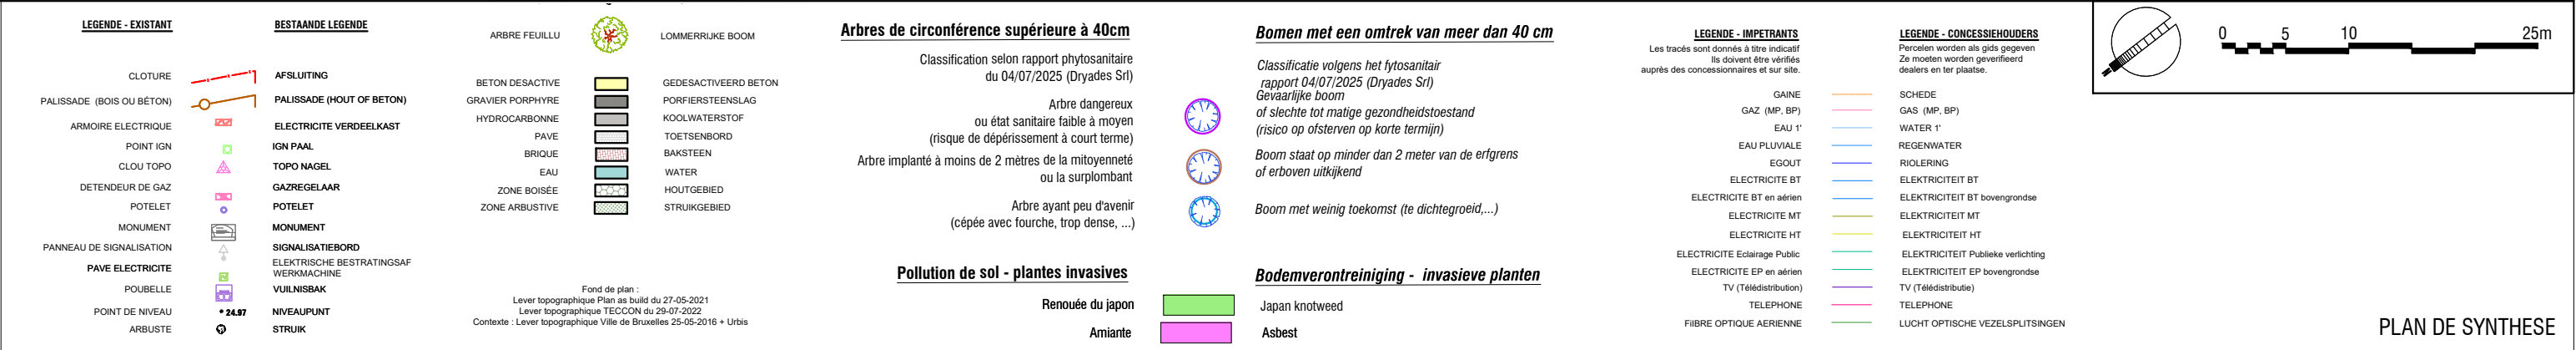 LEGENDE - EXISTANT BESTAANDE LEGENDE
CLOTURE AFSLUITING
PALISSADE (BOIS OU BÉTON) PALISSADE (HOUT OF BETON)
ARMOIRE ELECTRIQUE ELECTRICITE VERDEELKAST
POINT IGN IGN PAAL
CLOU TOPO TOPO NAGEL
DETENDEUR DE GAZ GAZREGELAAR
POTELET POTELET
MONUMENT MONUMENT
PANNEAU DE SIGNALISATION SIGNALISATIEBORD
PAVE ELECTRICITE ELEKTRISCHE BESTRATINGSAF
WERKMACHINE
POUBELLE VUILNISBAK
POINT DE NIVEAU 24.97 NIVEAUPUNT
ARBUSTE STRUIK
ARBRE FEUILLU LOMMERRIJKE BOOM
BETON DESACTIVE GEDESACTIVEERD BETON
GRAVIER PORPHYRE PORFIERSTEENSLAG
HYDROCARBONNE KOOLWATERSTOF
PAVE TOETSENBORD
BRIQUE BAKSTEEN
EAU WATER
ZONE BOISÉE HOUTGEBIED
ZONE ARBUSTIVE STRUIKGEBIED
Fond de plan :
Lever topographique Plan as build du 27-05-2021
Lever topographique TECCON du 29-07-2022
Contexte : Lever topographique Ville de Bruxelles 25-05-2016 + Urbis
Arbres de circonférence supérieure à 40cm
Classification selon rapport phytosanitaire
du 04/07/2025 (Dryades Srl)
Arbre dangereux
ou état sanitaire faible à moyen
(risque de dépérissement à court terme)
Arbre implanté à moins de 2 mètres de la mitoyenneté
ou la surplombant
Arbre ayant peu d'avenir
(cépée avec fourche, trop dense, ...)
Bomen met een omtrek van meer dan 40 cm
Classificatie volgens het fytosanitair
rapport 04/07/2025 (Dryades Srl)
Gevaarlijke boom
of slechte tot matige gezondheidstoestand
(risico op ofsterven op korte termijn)
Boom staat op minder dan 2 meter van de erfgrens
of erboven uitkijkend
Boom met weinig toekomst (te dichtegroeid,...)
Pollution de sol - plantes invasives Bodemverontreiniging - invasieve planten
Renouée du japon Japan knotweed
Amiante Asbest
LEGENDE - IMPETRANTS
Les tracés sont donnés à titre indicatif
Ils doivent être vérifiés
auprès des concessionnaires et sur site.
LEGENDE - CONCESSIEHOUDERS
Percelen worden als gids gegeven
Ze moeten worden geverifieerd
dealers en ter plaatse.
GAINE SCHEDE
GAZ (MP, BP) GAS (MP, BP)
EAU 1' WATER 1'
EAU PLUVIALE REGENWATER
EGOUT RIOLERING
ELECTRICITE BT ELEKTRICITEIT BT
ELECTRICITE BT en aérien ELEKTRICITEIT BT bovengrondse
ELECTRICITE MT ELEKTRICITEIT MT
ELECTRICITE HT ELEKTRICITEIT HT
ELECTRICITE Eclairage Public ELEKTRICITEIT Publieke verlichting
ELECTRICITE EP en aérien ELEKTRICITEIT EP bovengrondse
TV (Télédistribution) TV (Télédistributie)
TELEPHONE TELEPHONE
FiIBRE OPTIQUE AERIENNE LUCHT OPTISCHE VEZELSPLITSINGEN
0 5 10 25m
PLAN DE SYNTHESE